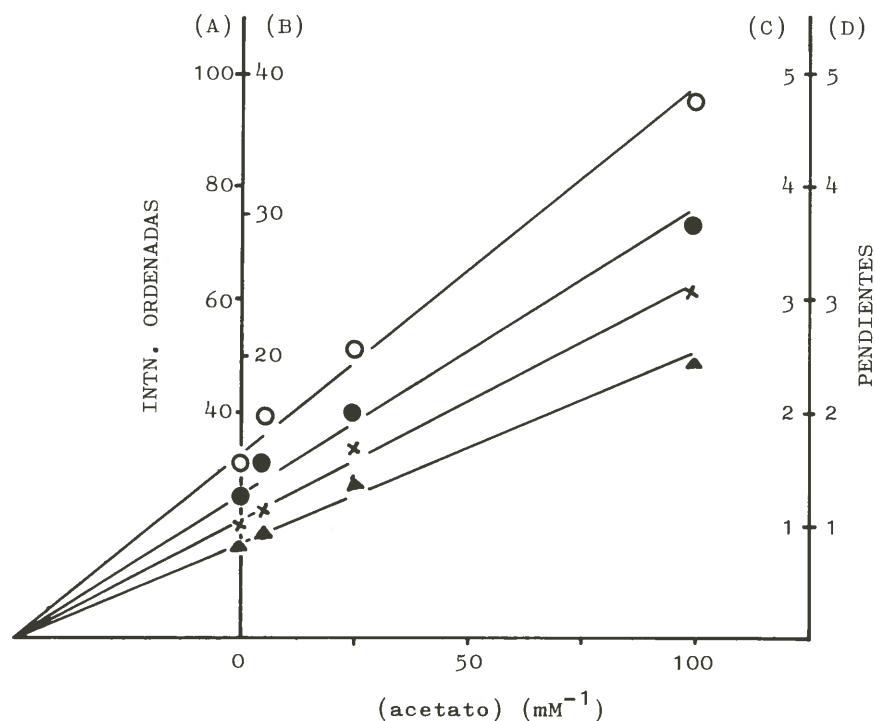 (A) (B) (C) (D)
100 40 5 5
80 4 4
30
60 3 3
20
40 2 2
1 1
INTN. ORDENADAS
PENDIENTES
0 50 100
(acetato) (mM⁻¹)